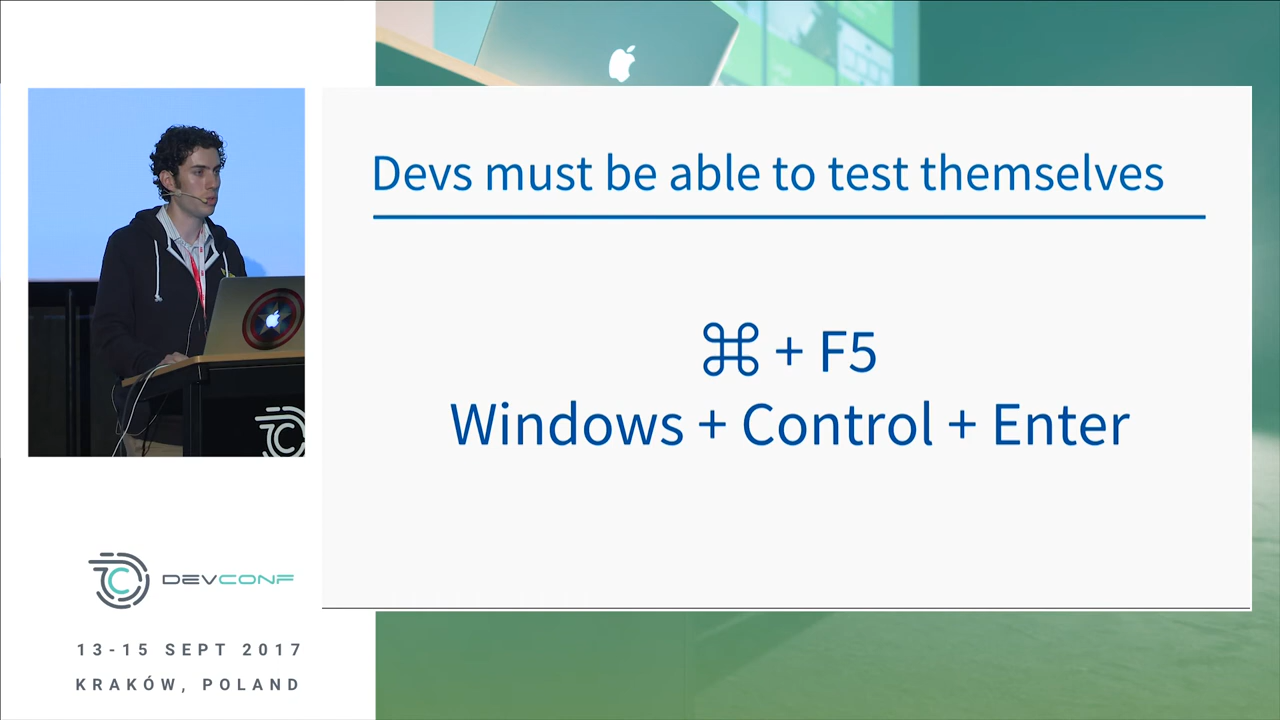 Devs must be able to test themselves
⌘ + F5
Windows + Control + Enter
DEVCONF
13-15 SEPT 2017
KRAKÓW, POLAND